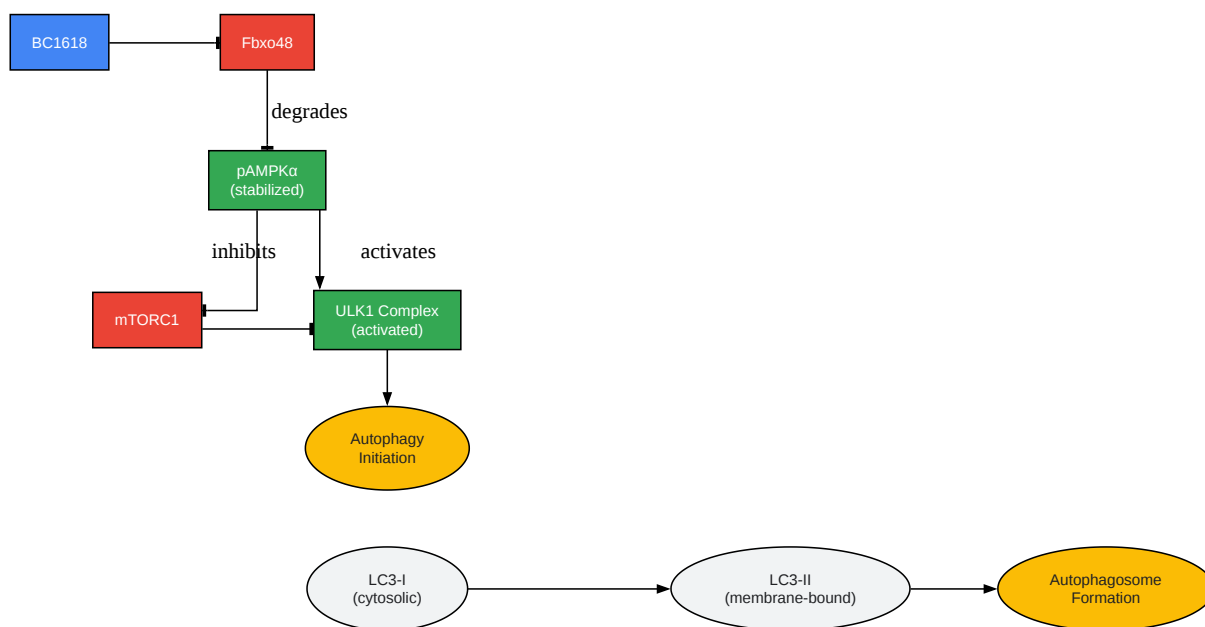 BC1618
Fbxo48
degrades
pAMPKα
(stabilized)
inhibits
activates
mTORC1
ULK1 Complex
(activated)
Autophagy
Initiation
LC3-I
(cytosolic)
LC3-II
(membrane-bound)
Autophagosome
Formation